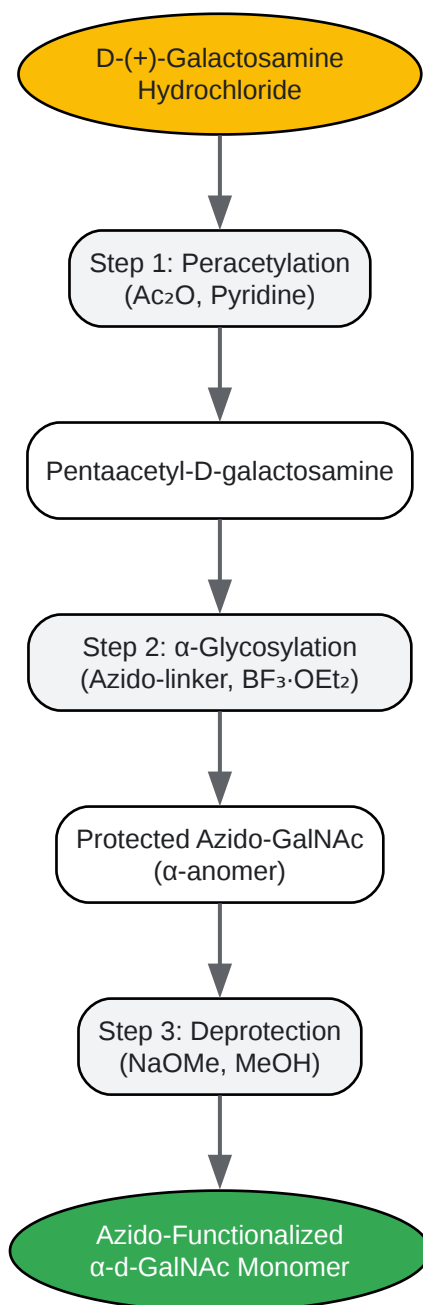 D-(+)-Galactosamine
Hydrochloride
Step 1: Peracetylation
(Ac₂O, Pyridine)
Pentaacetyl-D-galactosamine
Step 2: α-Glycosylation
(Azido-linker, BF₃·OEt₂)
Protected Azido-GalNAc
(α-anomer)
Step 3: Deprotection
(NaOMe, MeOH)
Azido-Functionalized
α-d-GalNAc Monomer